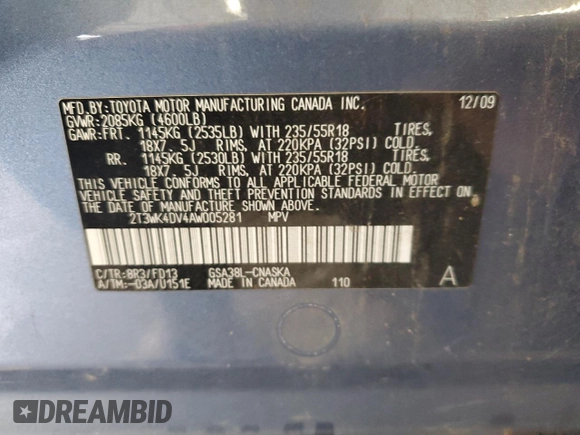 MFD.BY:TOYOTA MOTOR MANUFACTURING CANADA INC. 12/09
GVWR:2085KG (4600LB)
GAWR:FRT. 1145KG (2535LB) WITH 235/55R18 TIRES,
18X7.5J RIMS, AT 220KPA (32PSI) COLD.
RR. 1145KG (2530LB) WITH 235/55R18 TIRES,
18X7.5J RIMS, AT 220KPA (32PSI) COLD.
THIS VEHICLE CONFORMS TO ALL APPLICABLE FEDERAL MOTOR
VEHICLE SAFETY AND THEFT PREVENTION STANDARDS IN EFFECT ON
THE DATE OF MANUFACTURE SHOWN ABOVE.
2T3WK4DV4AW005281 MPV
C/TR:8R3/FD13 GSA38L-CNASKA
A/TM:-03A/U151E MADE IN CANADA 110 A
DREAMBID